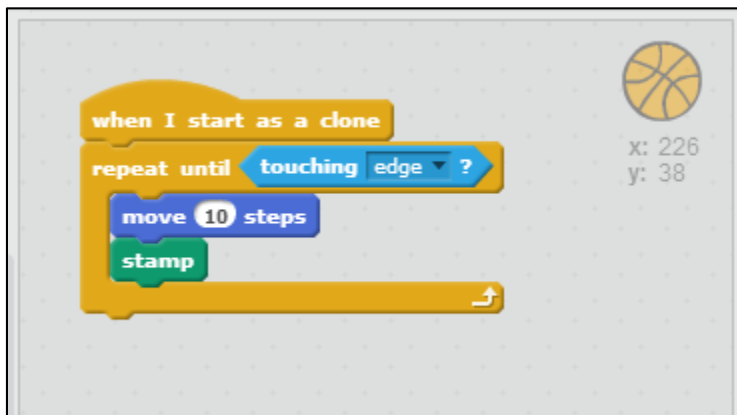 when I start as a clone
repeat until touching edge ?
move 10 steps
stamp
x: 226
y: 38